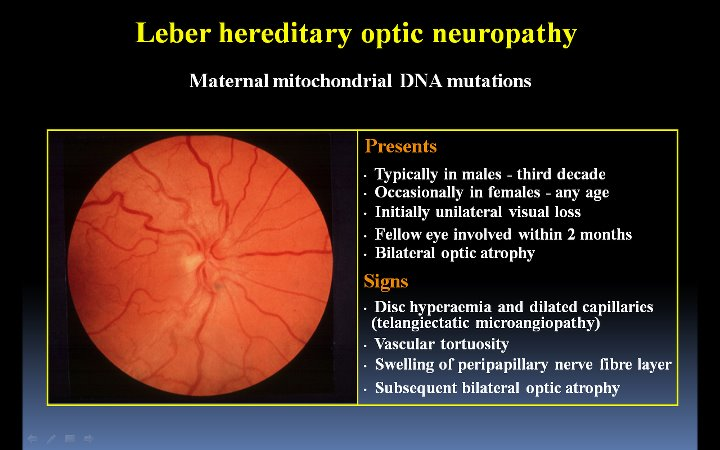 Leber hereditary optic neuropathy
Maternal mitochondrial DNA mutations
Presents
· Typically in males - third decade
· Occasionally in females - any age
· Initially unilateral visual loss
· Fellow eye involved within 2 months
· Bilateral optic atrophy
Signs
· Disc hyperaemia and dilated capillaries
(telangiectatic microangiopathy)
· Vascular tortuosity
· Swelling of peripapillary nerve fibre layer
· Subsequent bilateral optic atrophy